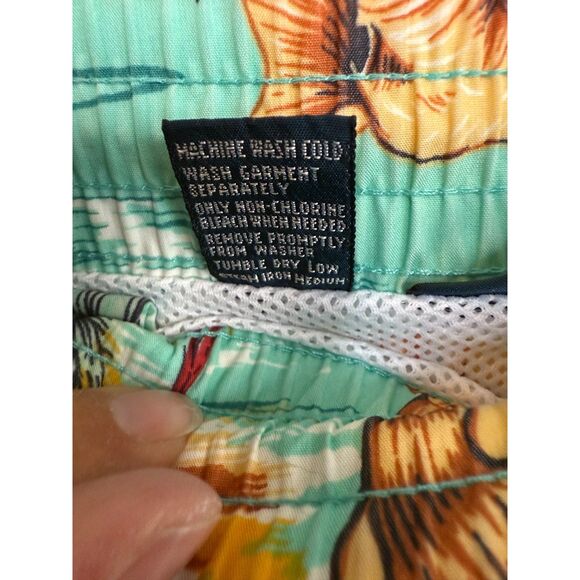 MACHINE WASH COLD
WASH GARMENT
SEPARATELY
ONLY NON-CHLORINE
BLEACH WHEN NEEDED
REMOVE PROMPTLY
FROM WASHER
TUMBLE DRY LOW
IRON MEDIUM